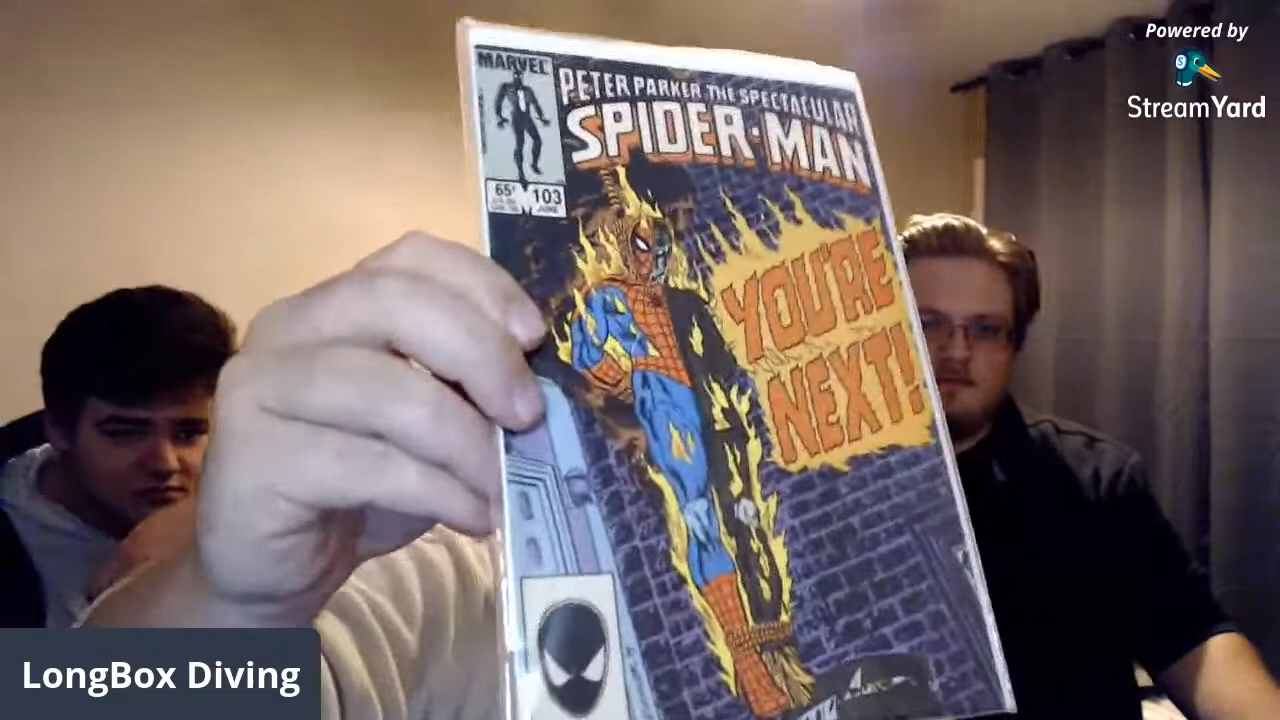 Powered by
StreamYard
MARVEL
PETER PARKER THE SPECTACULAR
SPIDER-MAN
65¢
103
JUNE
YOU'RE
NEXT!
LongBox Diving